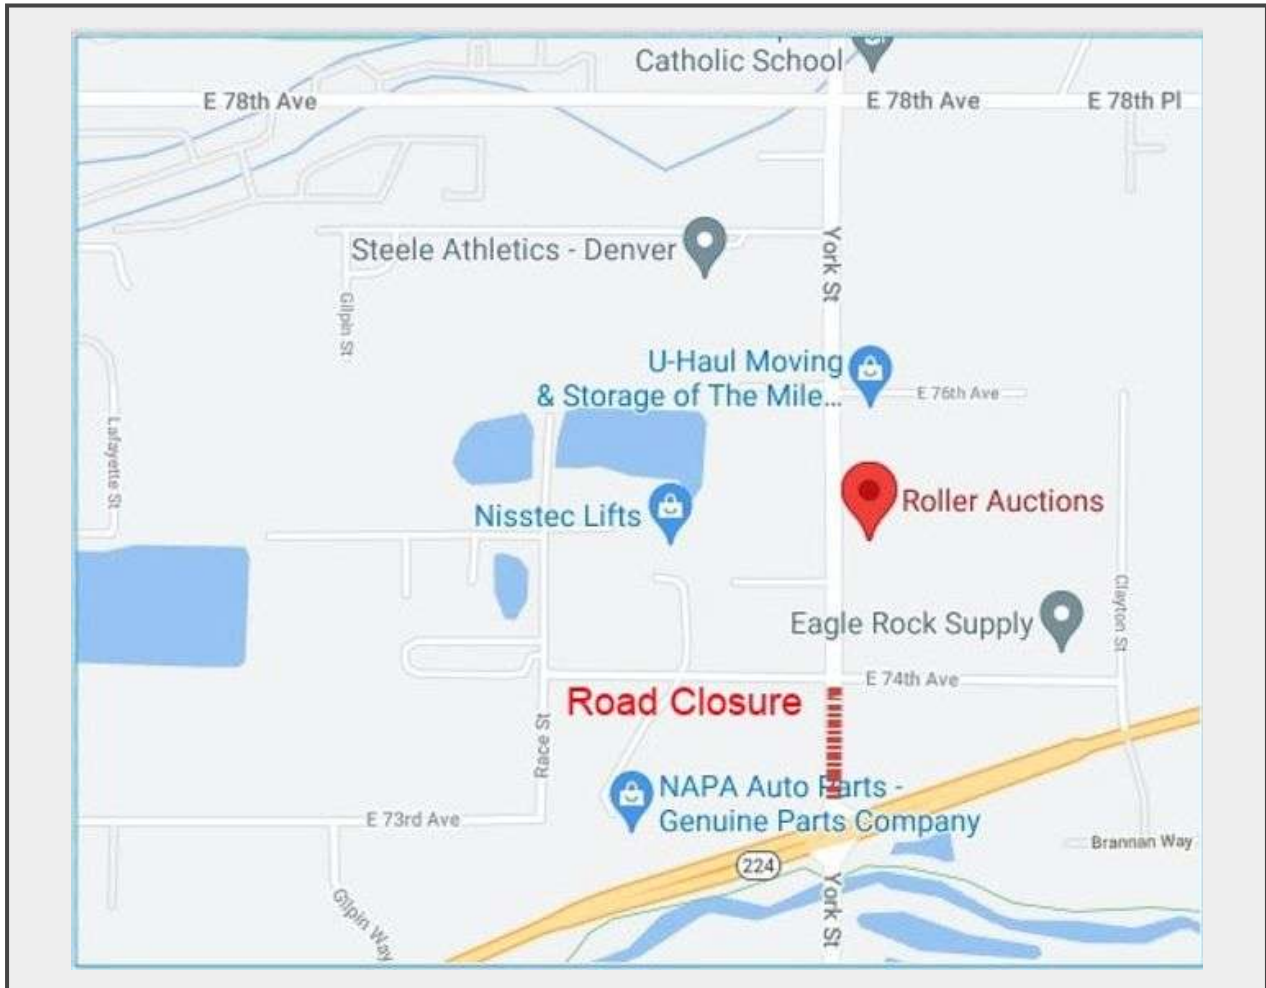 Catholic School
E 78th Ave
E 78th Ave
E 78th Pl
York St
Steele Athletics - Denver
Gilpin St
U-Haul Moving
& Storage of The Mile...
E 76th Ave
Lafayette St
Nisstec Lifts
Roller Auctions
Clayton St
Eagle Rock Supply
E 74th Ave
Road Closure
Race St
NAPA Auto Parts -
Genuine Parts Company
E 73rd Ave
Brannan Way
224
York St
Gilpin Way